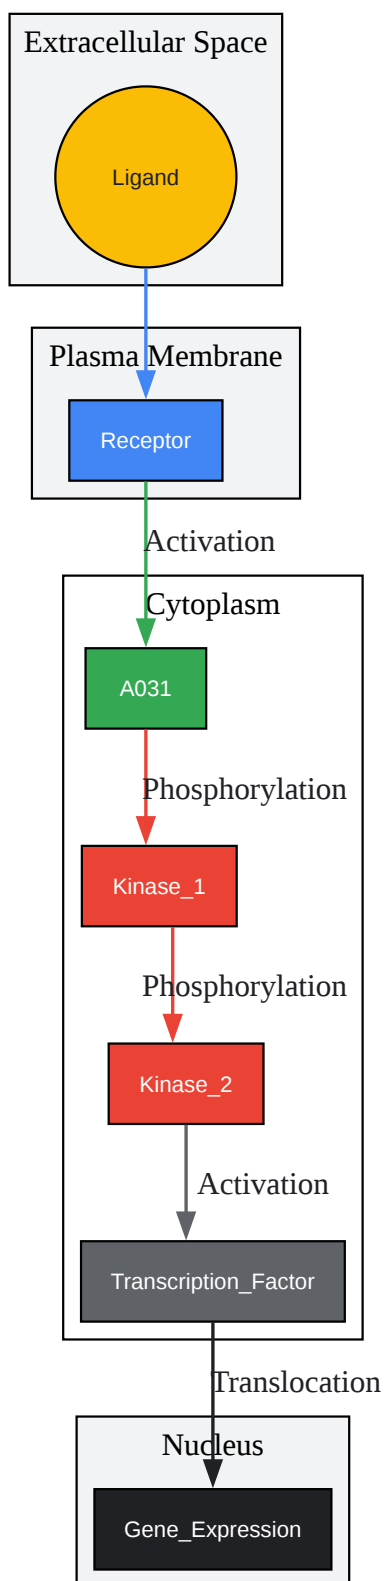 Extracellular Space
Ligand
Plasma Membrane
Receptor
Activation
Cytoplasm
A031
Phosphorylation
Kinase_1
Phosphorylation
Kinase_2
Activation
Transcription_Factor
Translocation
Nucleus
Gene_Expression